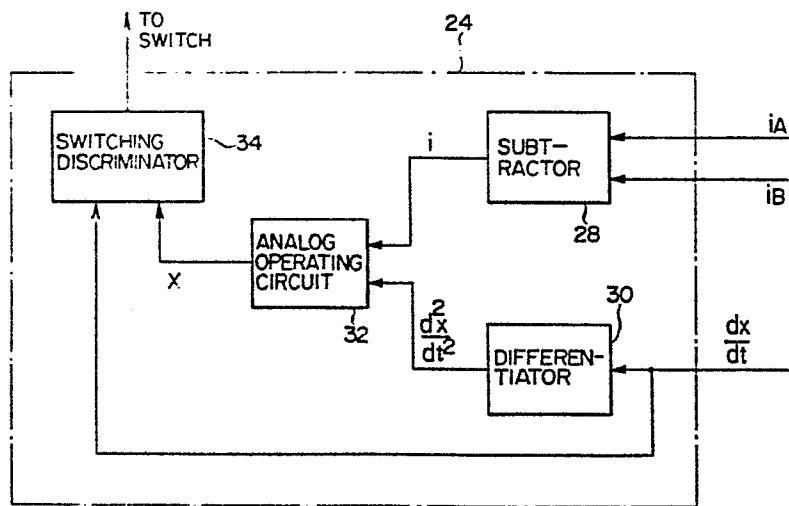 TO
SWITCH
24
SWITCHING
DISCRIMINATOR
34
SUBT-
RACTOR
28
iA
iB
i
ANALOG
OPERATING
CIRCUIT
32
X
30
d²x
dt²
DIFFEREN-
TIATOR
dx
dt